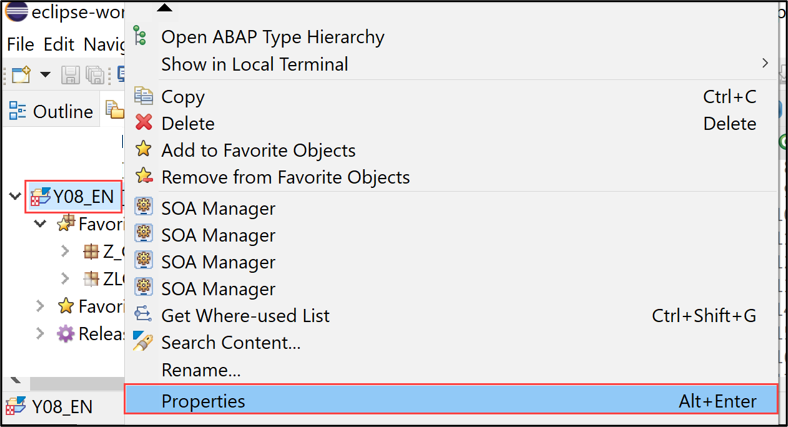 eclipse-wor
File Edit Navig
Outline
Y08_EN
Favori
Z_
ZL
Favori
Relea
Y08_EN
Open ABAP Type Hierarchy
Show in Local Terminal
Copy Ctrl+C
Delete Delete
Add to Favorite Objects
Remove from Favorite Objects
SOA Manager
SOA Manager
SOA Manager
SOA Manager
Get Where-used List Ctrl+Shift+G
Search Content...
Rename...
Properties Alt+Enter